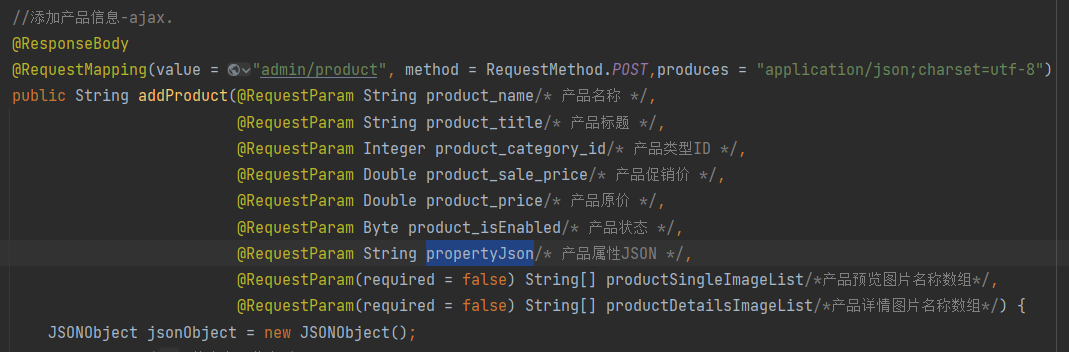 //添加产品信息-ajax.
@ResponseBody
@RequestMapping(value = "admin/product", method = RequestMethod.POST,produces = "application/json;charset=utf-8")
public String addProduct(@RequestParam String product_name/* 产品名称 */,
@RequestParam String product_title/* 产品标题 */,
@RequestParam Integer product_category_id/* 产品类型ID */,
@RequestParam Double product_sale_price/* 产品促销价 */,
@RequestParam Double product_price/* 产品原价 */,
@RequestParam Byte product_isEnabled/* 产品状态 */,
@RequestParam String propertyJson/* 产品属性JSON */,
@RequestParam(required = false) String[] productSingleImageList/*产品预览图片名称数组*/,
@RequestParam(required = false) String[] productDetailsImageList/*产品详情图片名称数组*/) {
JSONObject jsonObject = new JSONObject();